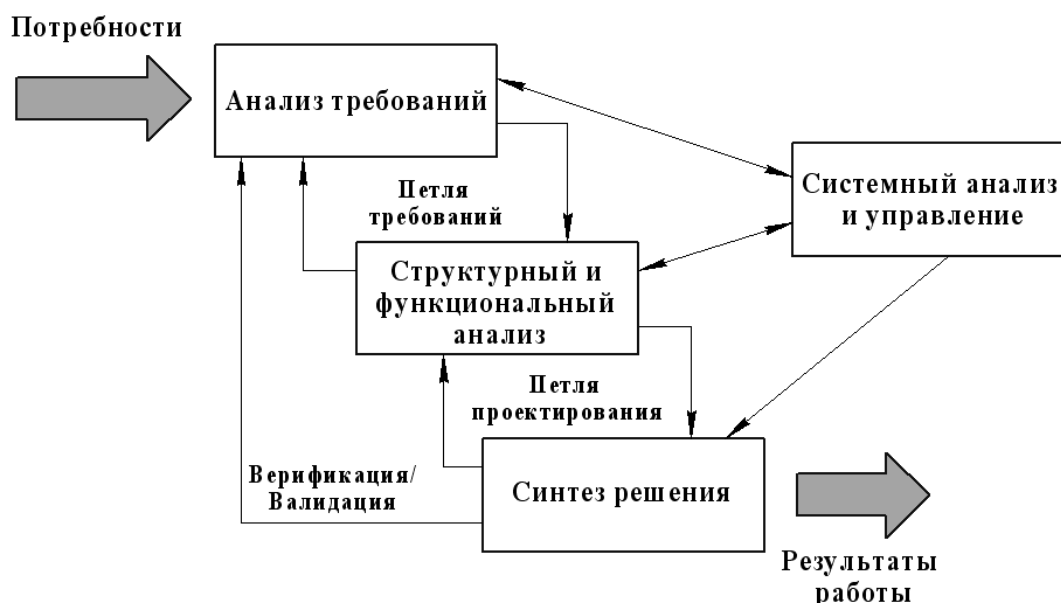 Потребности
Анализ требований
Системный анализ
и управление
Петля
требований
Структурный и
функциональный
анализ
Петля
проектирования
Верификация/
Валидация
Синтез решения
Результаты
работы